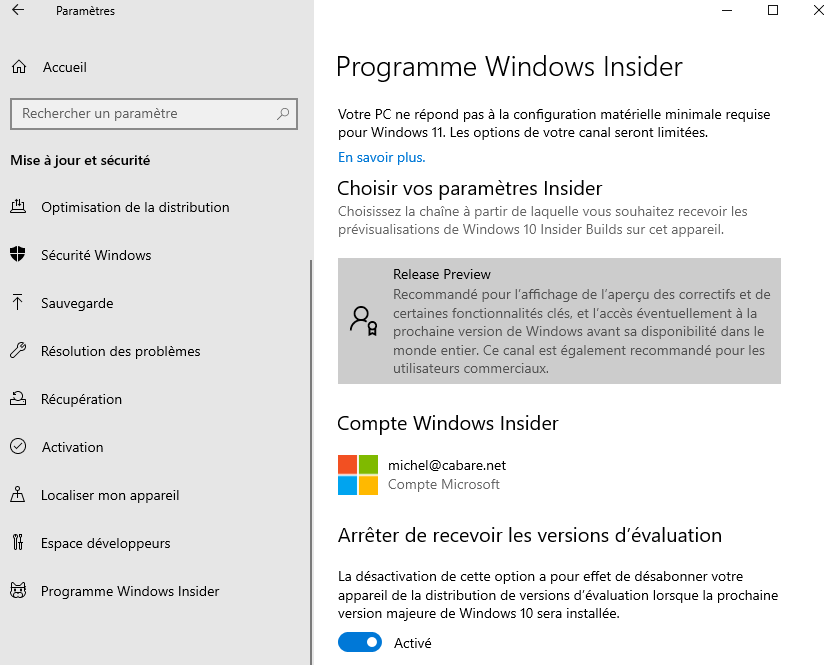 Paramètres
Accueil
Rechercher un paramètre
Mise à jour et sécurité
Optimisation de la distribution
Sécurité Windows
Sauvegarde
Résolution des problèmes
Récupération
Activation
Localiser mon appareil
Espace développeurs
Programme Windows Insider
Programme Windows Insider
Votre PC ne répond pas à la configuration matérielle minimale requise
pour Windows 11. Les options de votre canal seront limitées.
En savoir plus.
Choisir vos paramètres Insider
Choisissez la chaîne à partir de laquelle vous souhaitez recevoir les
prévisualisations de Windows 10 Insider Builds sur cet appareil.
Release Preview
Recommandé pour l’affichage de l’aperçu des correctifs et de
certaines fonctionnalités clés, et l’accès éventuellement à la
prochaine version de Windows avant sa disponibilité dans le
monde entier. Ce canal est également recommandé pour les
utilisateurs commerciaux.
Compte Windows Insider
michel@cabare.net
Compte Microsoft
Arrêter de recevoir les versions d’évaluation
La désactivation de cette option a pour effet de désabonner votre
appareil de la distribution de versions d’évaluation lorsque la prochaine
version majeure de Windows 10 sera installée.
Activé